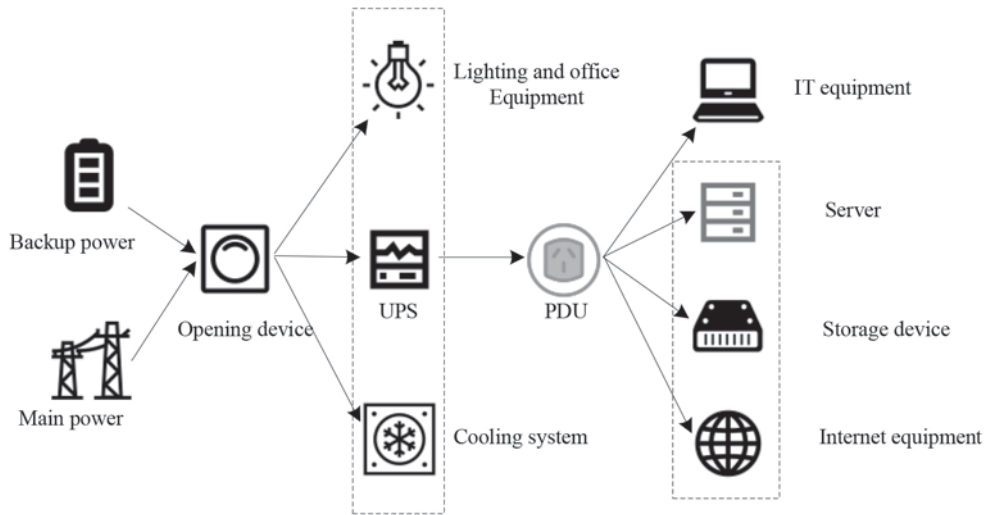 Lighting and office
Equipment
IT equipment
Backup power
Server
Opening device
UPS
PDU
Storage device
Main power
Cooling system
Internet equipment